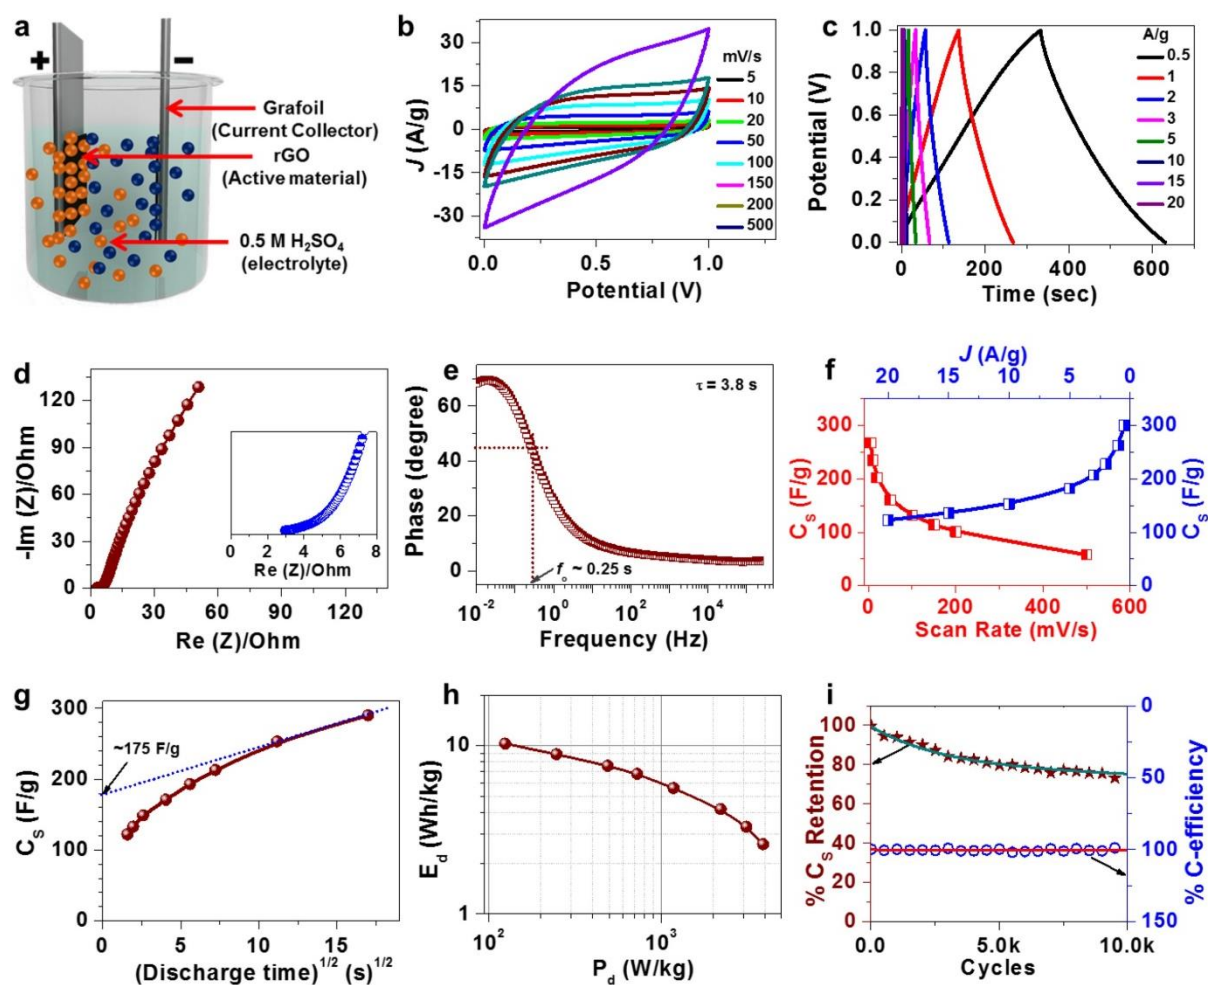 a
+
−
Grafoil
(Current Collector)
rGO
(Active material)
0.5 M H₂SO₄
(electrolyte)
b
J (A/g)
30
15
0
-15
-30
0.0
0.5
1.0
Potential (V)
mV/s
5
10
20
50
100
150
200
500
c
Potential (V)
1.0
0.8
0.6
0.4
0.2
0.0
0
200
400
600
Time (sec)
A/g
0.5
1
2
3
5
10
15
20
d
-Im (Z)/Ohm
120
90
60
30
0
0
30
60
90
120
Re (Z)/Ohm
0
2
4
6
8
Re (Z)/Ohm
e
Phase (degree)
60
40
20
0
τ = 3.8 s
f₀ ~ 0.25 s
10⁻²
10⁰
10²
10⁴
Frequency (Hz)
f
J (A/g)
20
15
10
5
0
Cₛ (F/g)
300
200
100
0
Cₛ (F/g)
300
200
100
0
0
200
400
600
Scan Rate (mV/s)
g
Cₛ (F/g)
300
200
100
0
~175 F/g
0
5
10
15
(Discharge time)¹ᐟ² (s)¹ᐟ²
h
E_d (Wh/kg)
10
1
10²
10³
P_d (W/kg)
i
% Cₛ Retention
100
80
60
40
20
0
% C-efficiency
0
50
100
150
0.0
5.0k
10.0k
Cycles